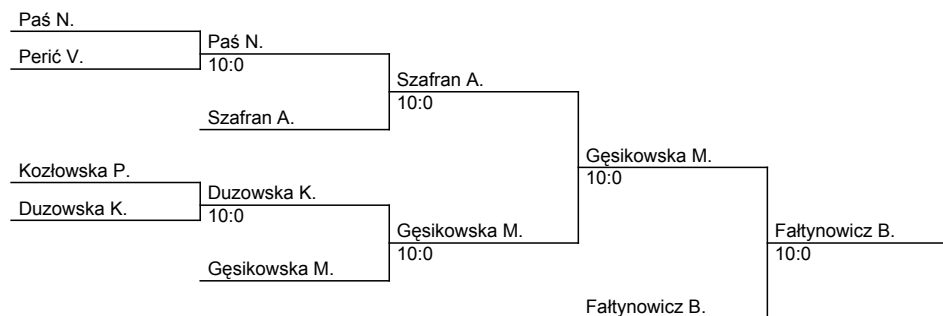 Paś N.
Perić V.
Paś N.
10:0
Szafran A.
Szafran A.
10:0
Kozłowska P.
Duzowska K.
Duzowska K.
10:0
Gęsikowska M.
Gęsikowska M.
10:0
Gęsikowska M.
10:0
Fałtynowicz B.
Fałtynowicz B.
10:0